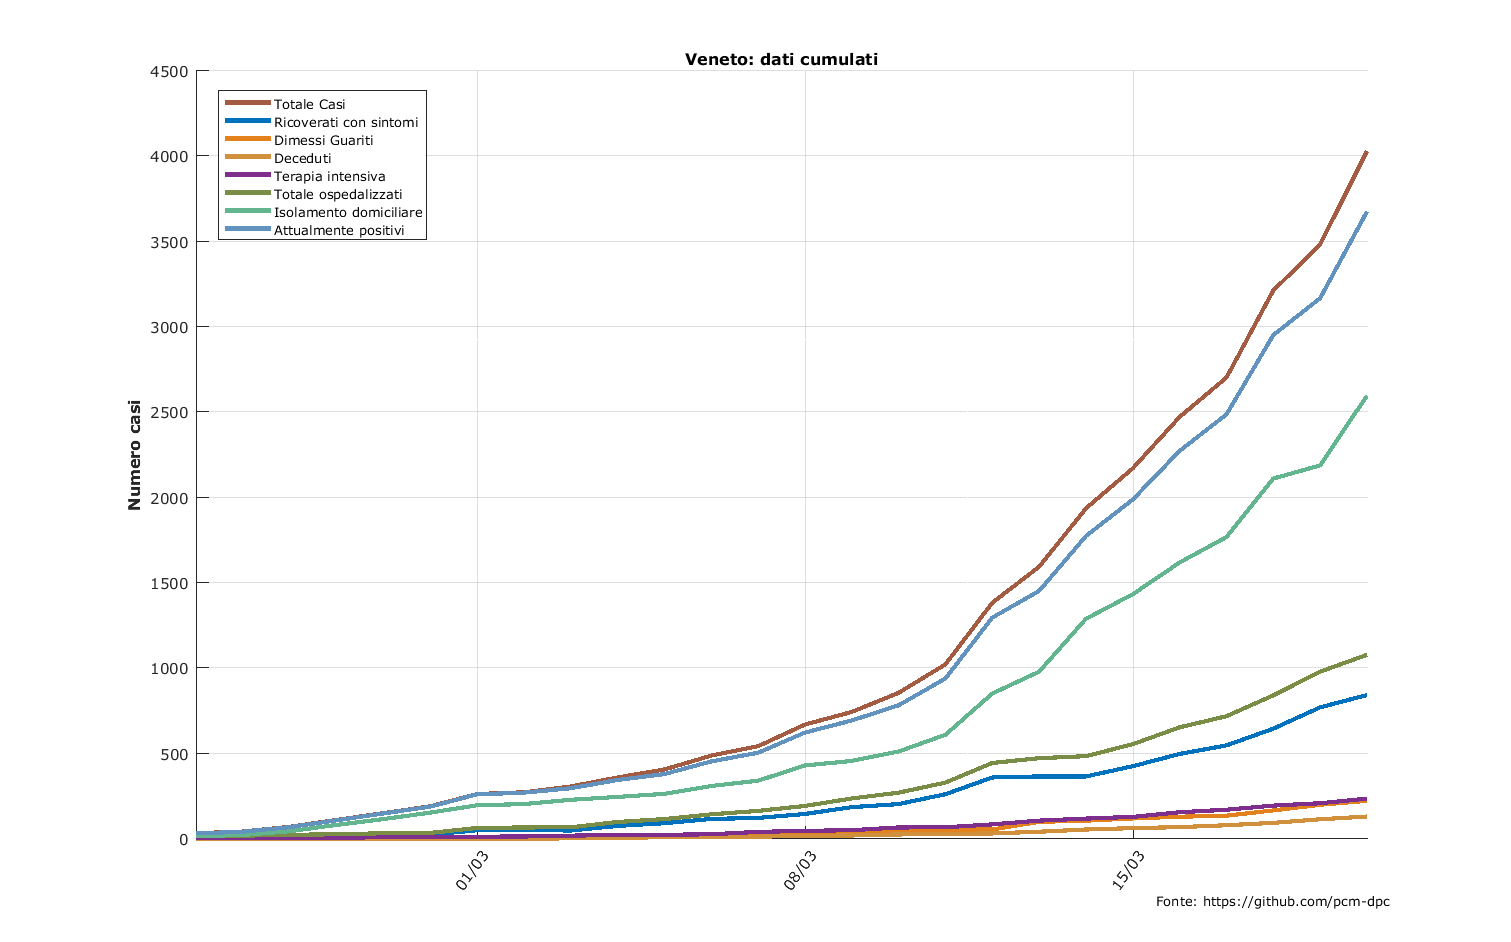 Veneto: dati cumulati
4500
4000
3500
3000
2500
2000
1500
1000
500
0
Numero casi
Totale Casi
Ricoverati con sintomi
Dimessi Guariti
Deceduti
Terapia intensiva
Totale ospedalizzati
Isolamento domiciliare
Attualmente positivi
01/03
08/03
15/03
Fonte: https://github.com/pcm-dpc